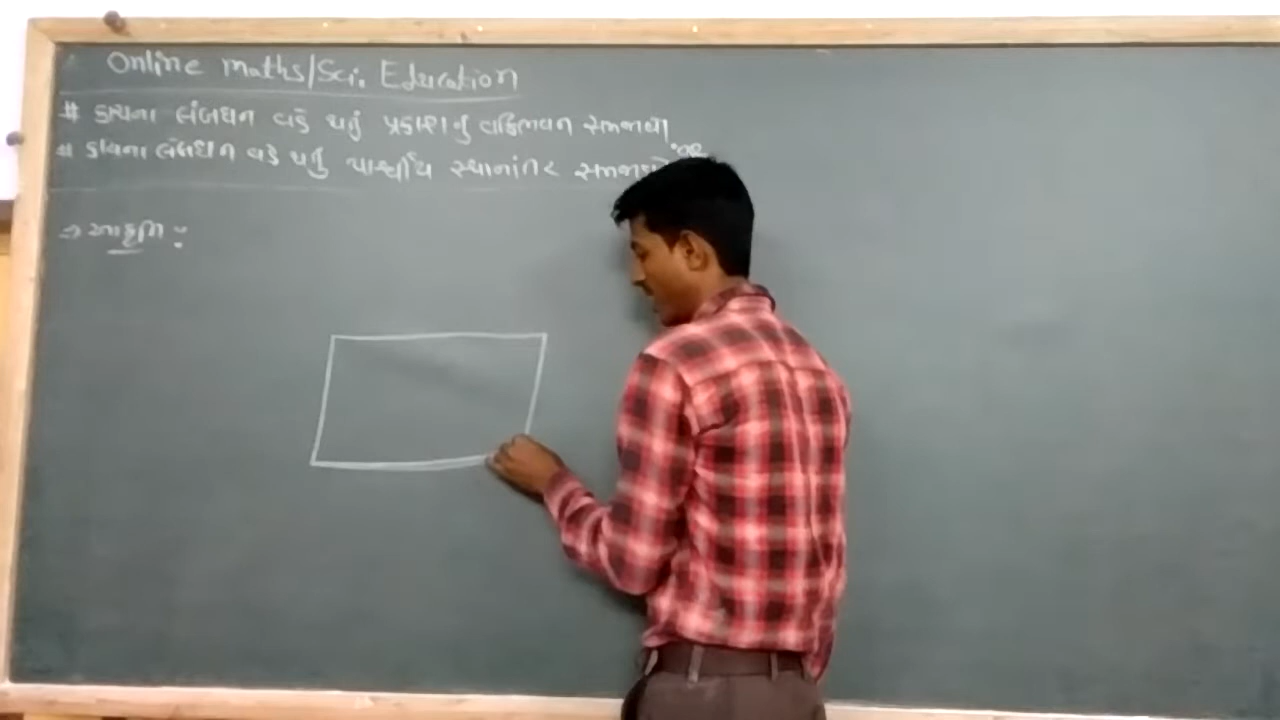 Online Maths/Sci. Education
# કાચના લંબઘન વડે થતું પ્રકાશનું વક્રિભવન સમજાવો
# કાચના લંબઘન વડે થતું પાર્શ્વીય સ્થાનાંતર
→ આકૃતિ :